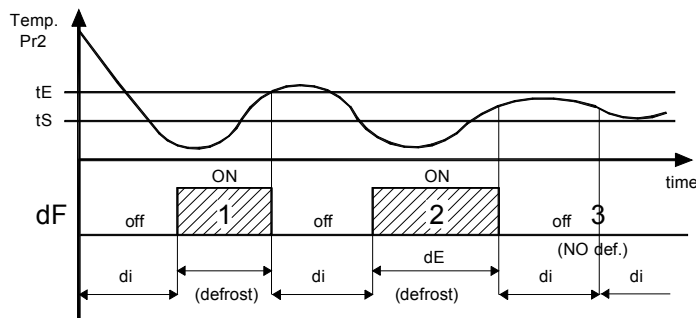 Temp.
Pr2
tE
tS
time
ON ON
dF off 1 off 2 off 3
(NO def.)
dE
di (defrost) di (defrost) di di